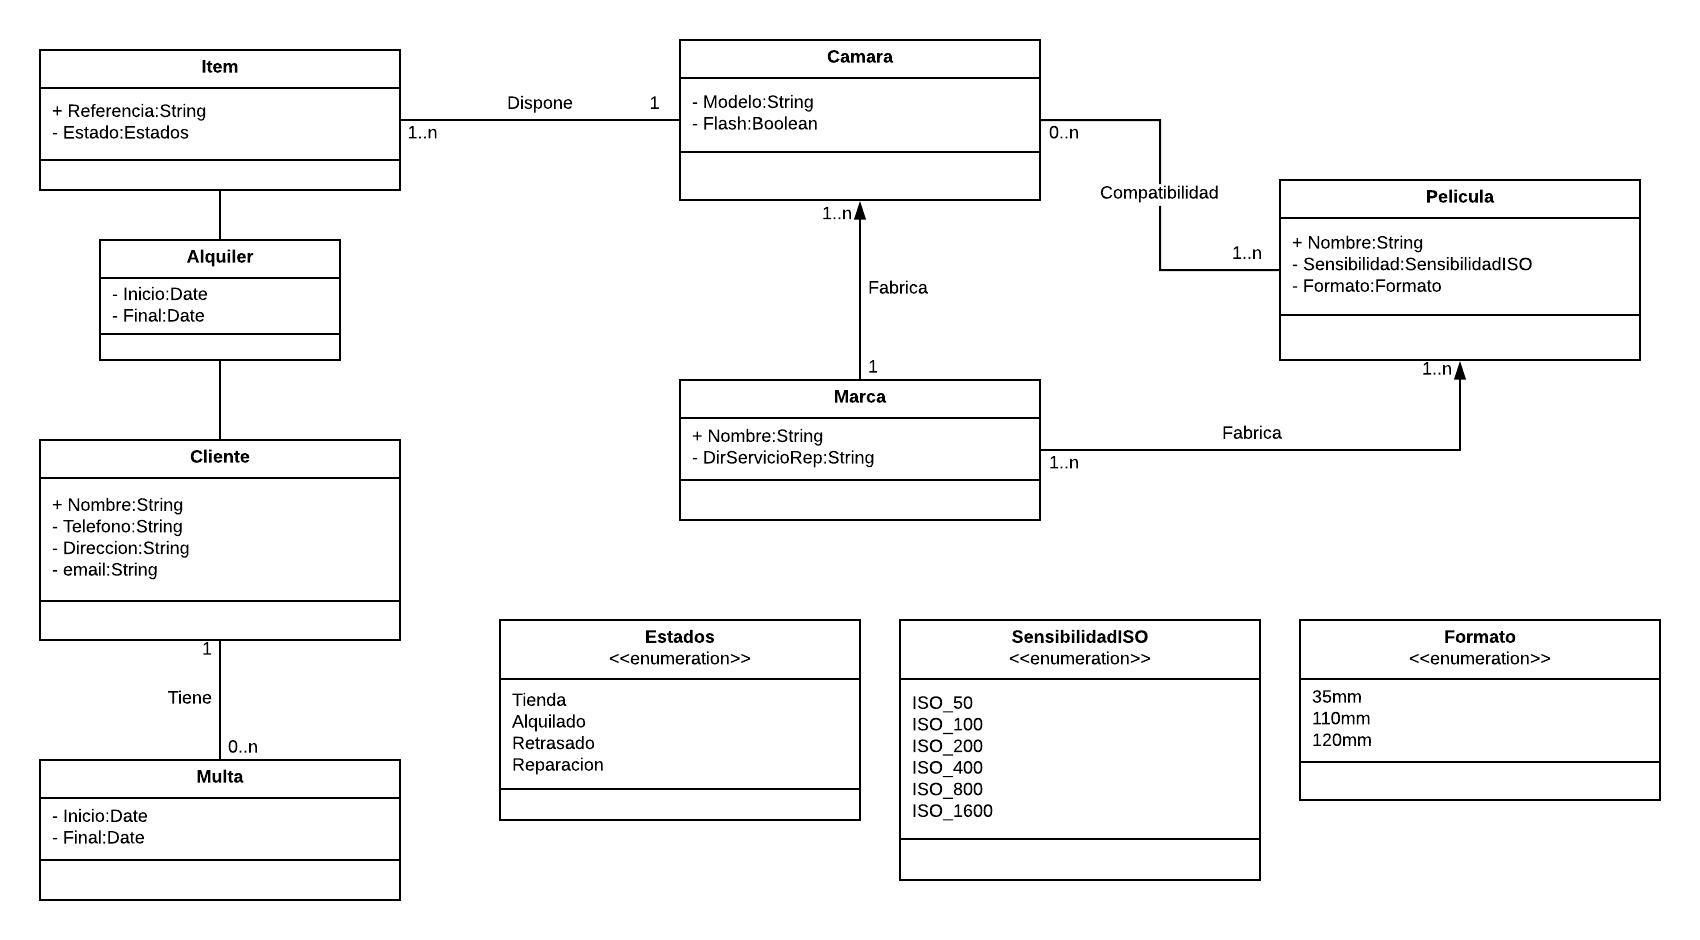 Item
+ Referencia:String
- Estado:Estados
Dispone
1
1..n
Camara
- Modelo:String
- Flash:Boolean
0..n
Compatibilidad
1..n
Pelicula
+ Nombre:String
- Sensibilidad:SensibilidadISO
- Formato:Formato
Alquiler
- Inicio:Date
- Final:Date
1..n
Fabrica
1
Marca
+ Nombre:String
- DirServicioRep:String
1..n
Fabrica
1..n
Cliente
+ Nombre:String
- Telefono:String
- Direccion:String
- email:String
1
Tiene
0..n
Multa
- Inicio:Date
- Final:Date
Estados
<<enumeration>>
Tienda
Alquilado
Retrasado
Reparacion
SensibilidadISO
<<enumeration>>
ISO_50
ISO_100
ISO_200
ISO_400
ISO_800
ISO_1600
Formato
<<enumeration>>
35mm
110mm
120mm